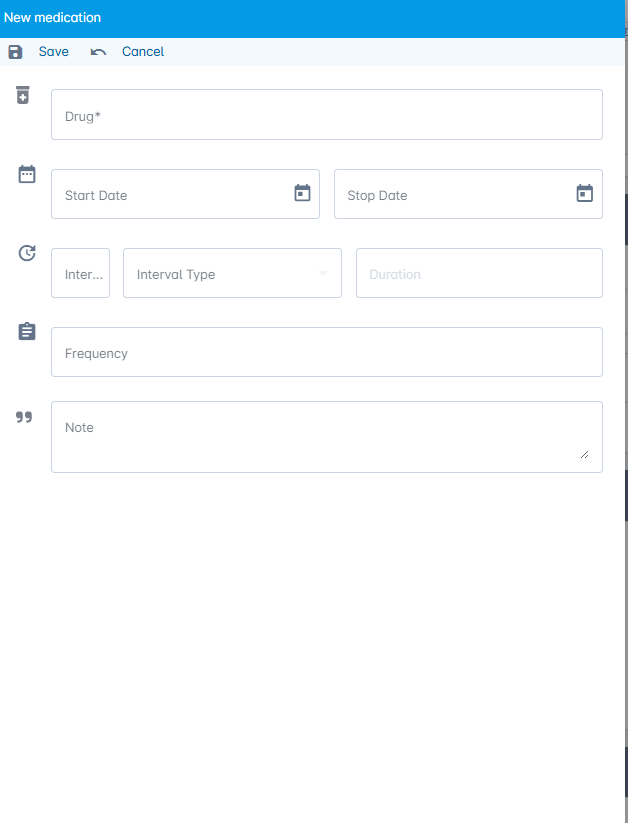 New medication
Save Cancel
Drug*
Start Date Stop Date
Inter... Interval Type Duration
Frequency
Note